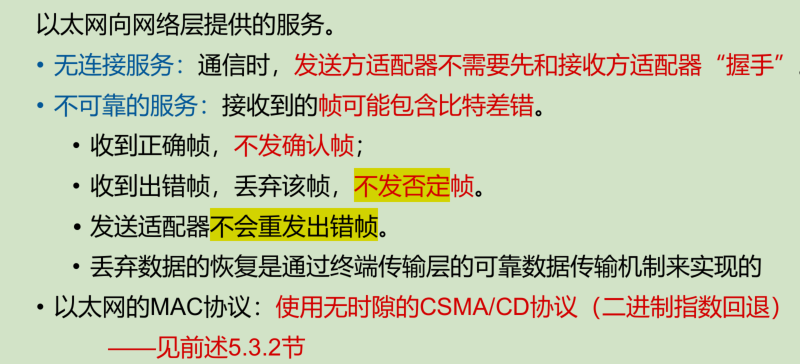 以太网向网络层提供的服务。
• 无连接服务：通信时，发送方适配器不需要先和接收方适配器“握手”。
• 不可靠的服务：接收到的帧可能包含比特差错。
• 收到正确帧，不发确认帧；
• 收到出错帧，丢弃该帧，不发否定帧。
• 发送适配器不会重发出错帧。
• 丢弃数据的恢复是通过终端传输层的可靠数据传输机制来实现的
• 以太网的MAC协议：使用无时隙的CSMA/CD协议（二进制指数回退）
——见前述5.3.2节